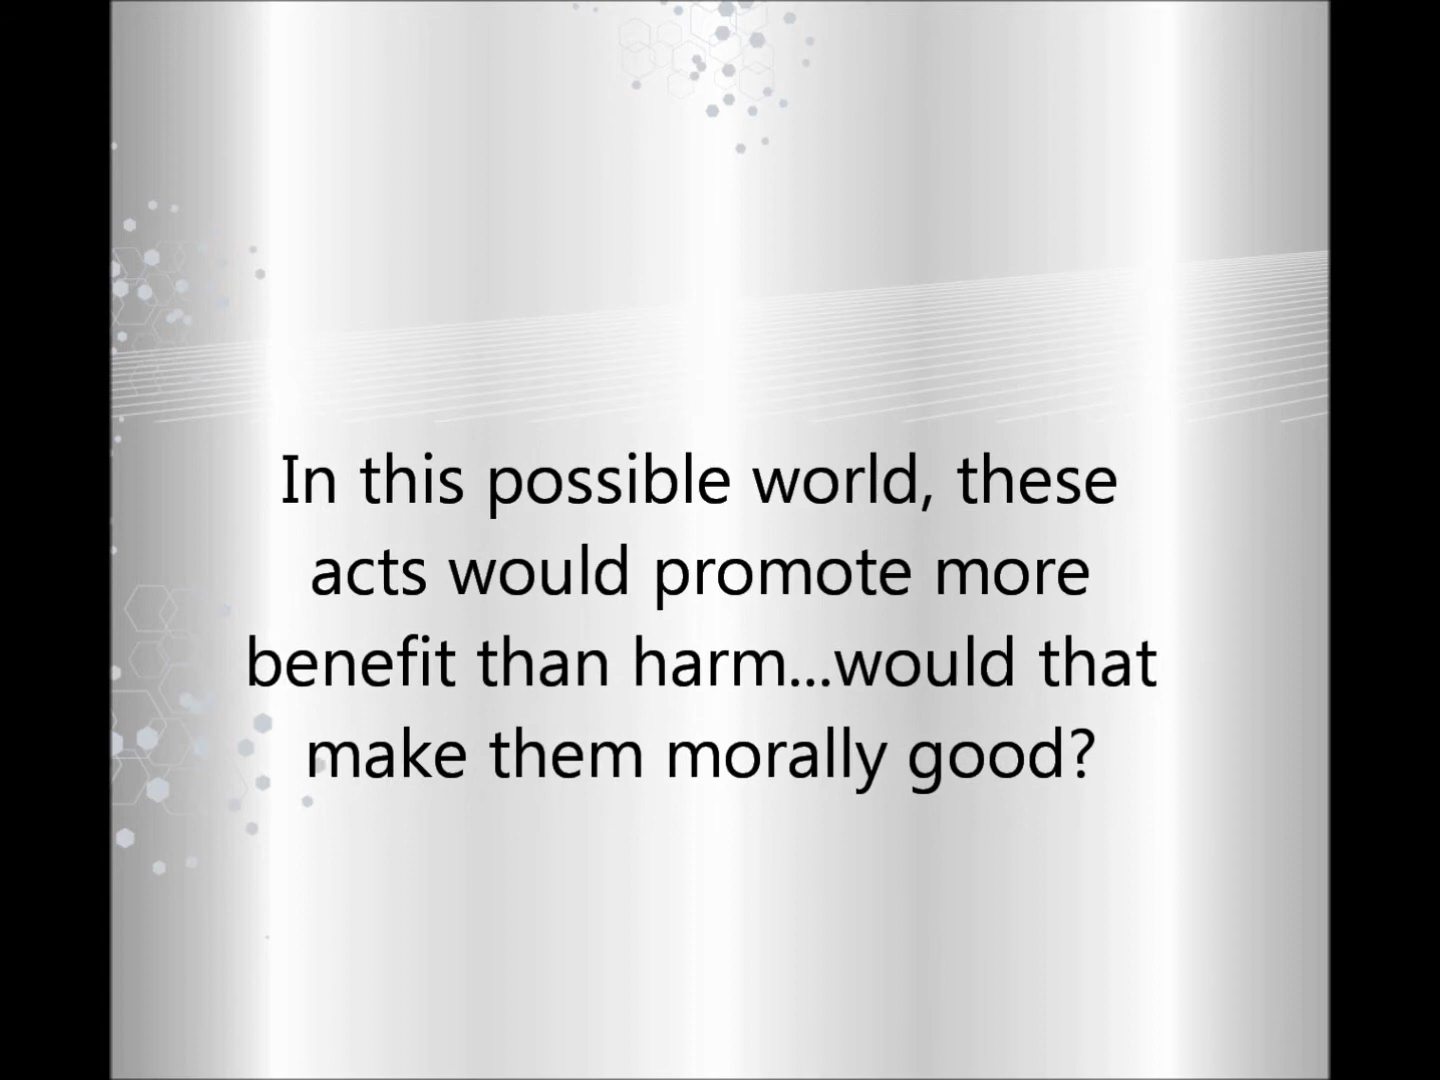 In this possible world, these
acts would promote more
benefit than harm...would that
make them morally good?